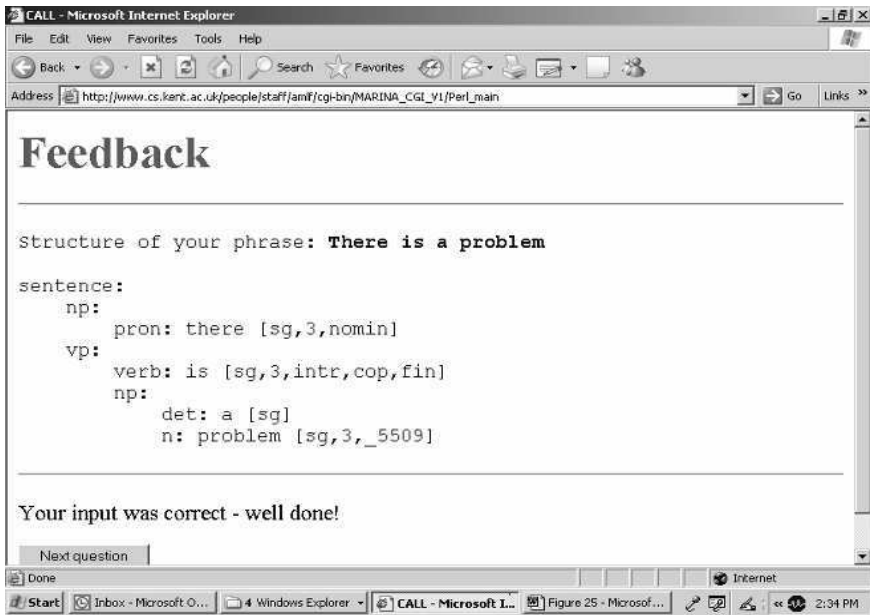 CALL - Microsoft Internet Explorer
File Edit View Favorites Tools Help
Back Search Favorites
Address http://www.cs.kent.ac.uk/people/staff/amf/cgi-bin/MARINA_CGI_V1/Perl_main Go Links »
Feedback
Structure of your phrase: There is a problem
sentence:
np:
pron: there [sg,3,nomin]
vp:
verb: is [sg,3,intr,cop,fin]
np:
det: a [sg]
n: problem [sg,3,_5509]
Your input was correct - well done!
Next question
Done Internet
Start Inbox - Microsoft O... 4 Windows Explorer CALL - Microsoft I... Figure 25 - Microsof... « 2:34 PM